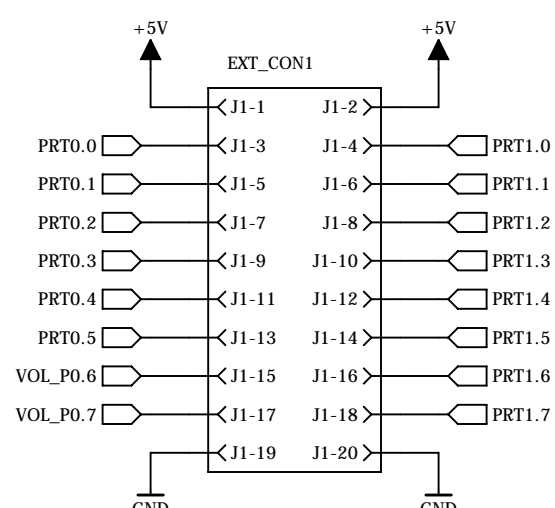 +5V +5V
EXT_CON1
J1-1 J1-2
PRT0.0 J1-3 J1-4 PRT1.0
PRT0.1 J1-5 J1-6 PRT1.1
PRT0.2 J1-7 J1-8 PRT1.2
PRT0.3 J1-9 J1-10 PRT1.3
PRT0.4 J1-11 J1-12 PRT1.4
PRT0.5 J1-13 J1-14 PRT1.5
VOL_P0.6 J1-15 J1-16 PRT1.6
VOL_P0.7 J1-17 J1-18 PRT1.7
J1-19 J1-20
GND GND